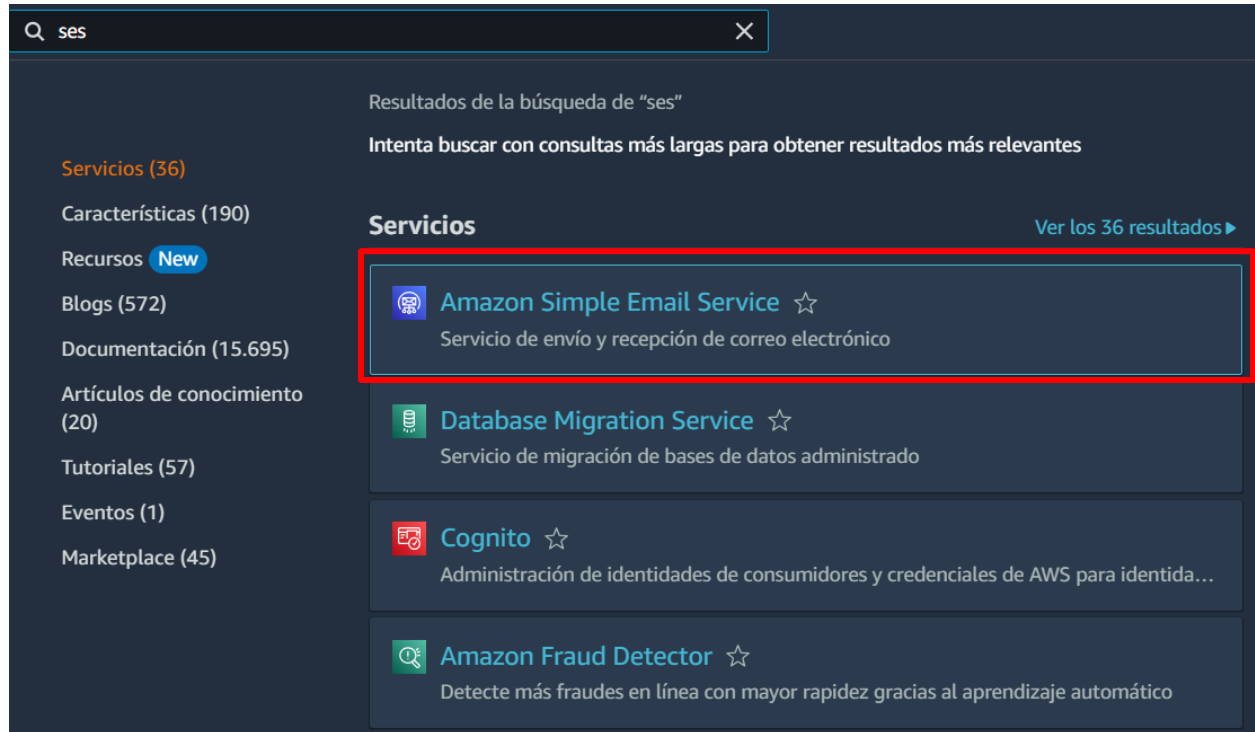 ses
Resultados de la búsqueda de “ses”
Intenta buscar con consultas más largas para obtener resultados más relevantes
Servicios (36)
Características (190)
Recursos New
Blogs (572)
Documentación (15.695)
Artículos de conocimiento
(20)
Tutoriales (57)
Eventos (1)
Marketplace (45)
Servicios
Ver los 36 resultados
Amazon Simple Email Service
Servicio de envío y recepción de correo electrónico
Database Migration Service
Servicio de migración de bases de datos administrado
Cognito
Administración de identidades de consumidores y credenciales de AWS para identida...
Amazon Fraud Detector
Detecte más fraudes en línea con mayor rapidez gracias al aprendizaje automático